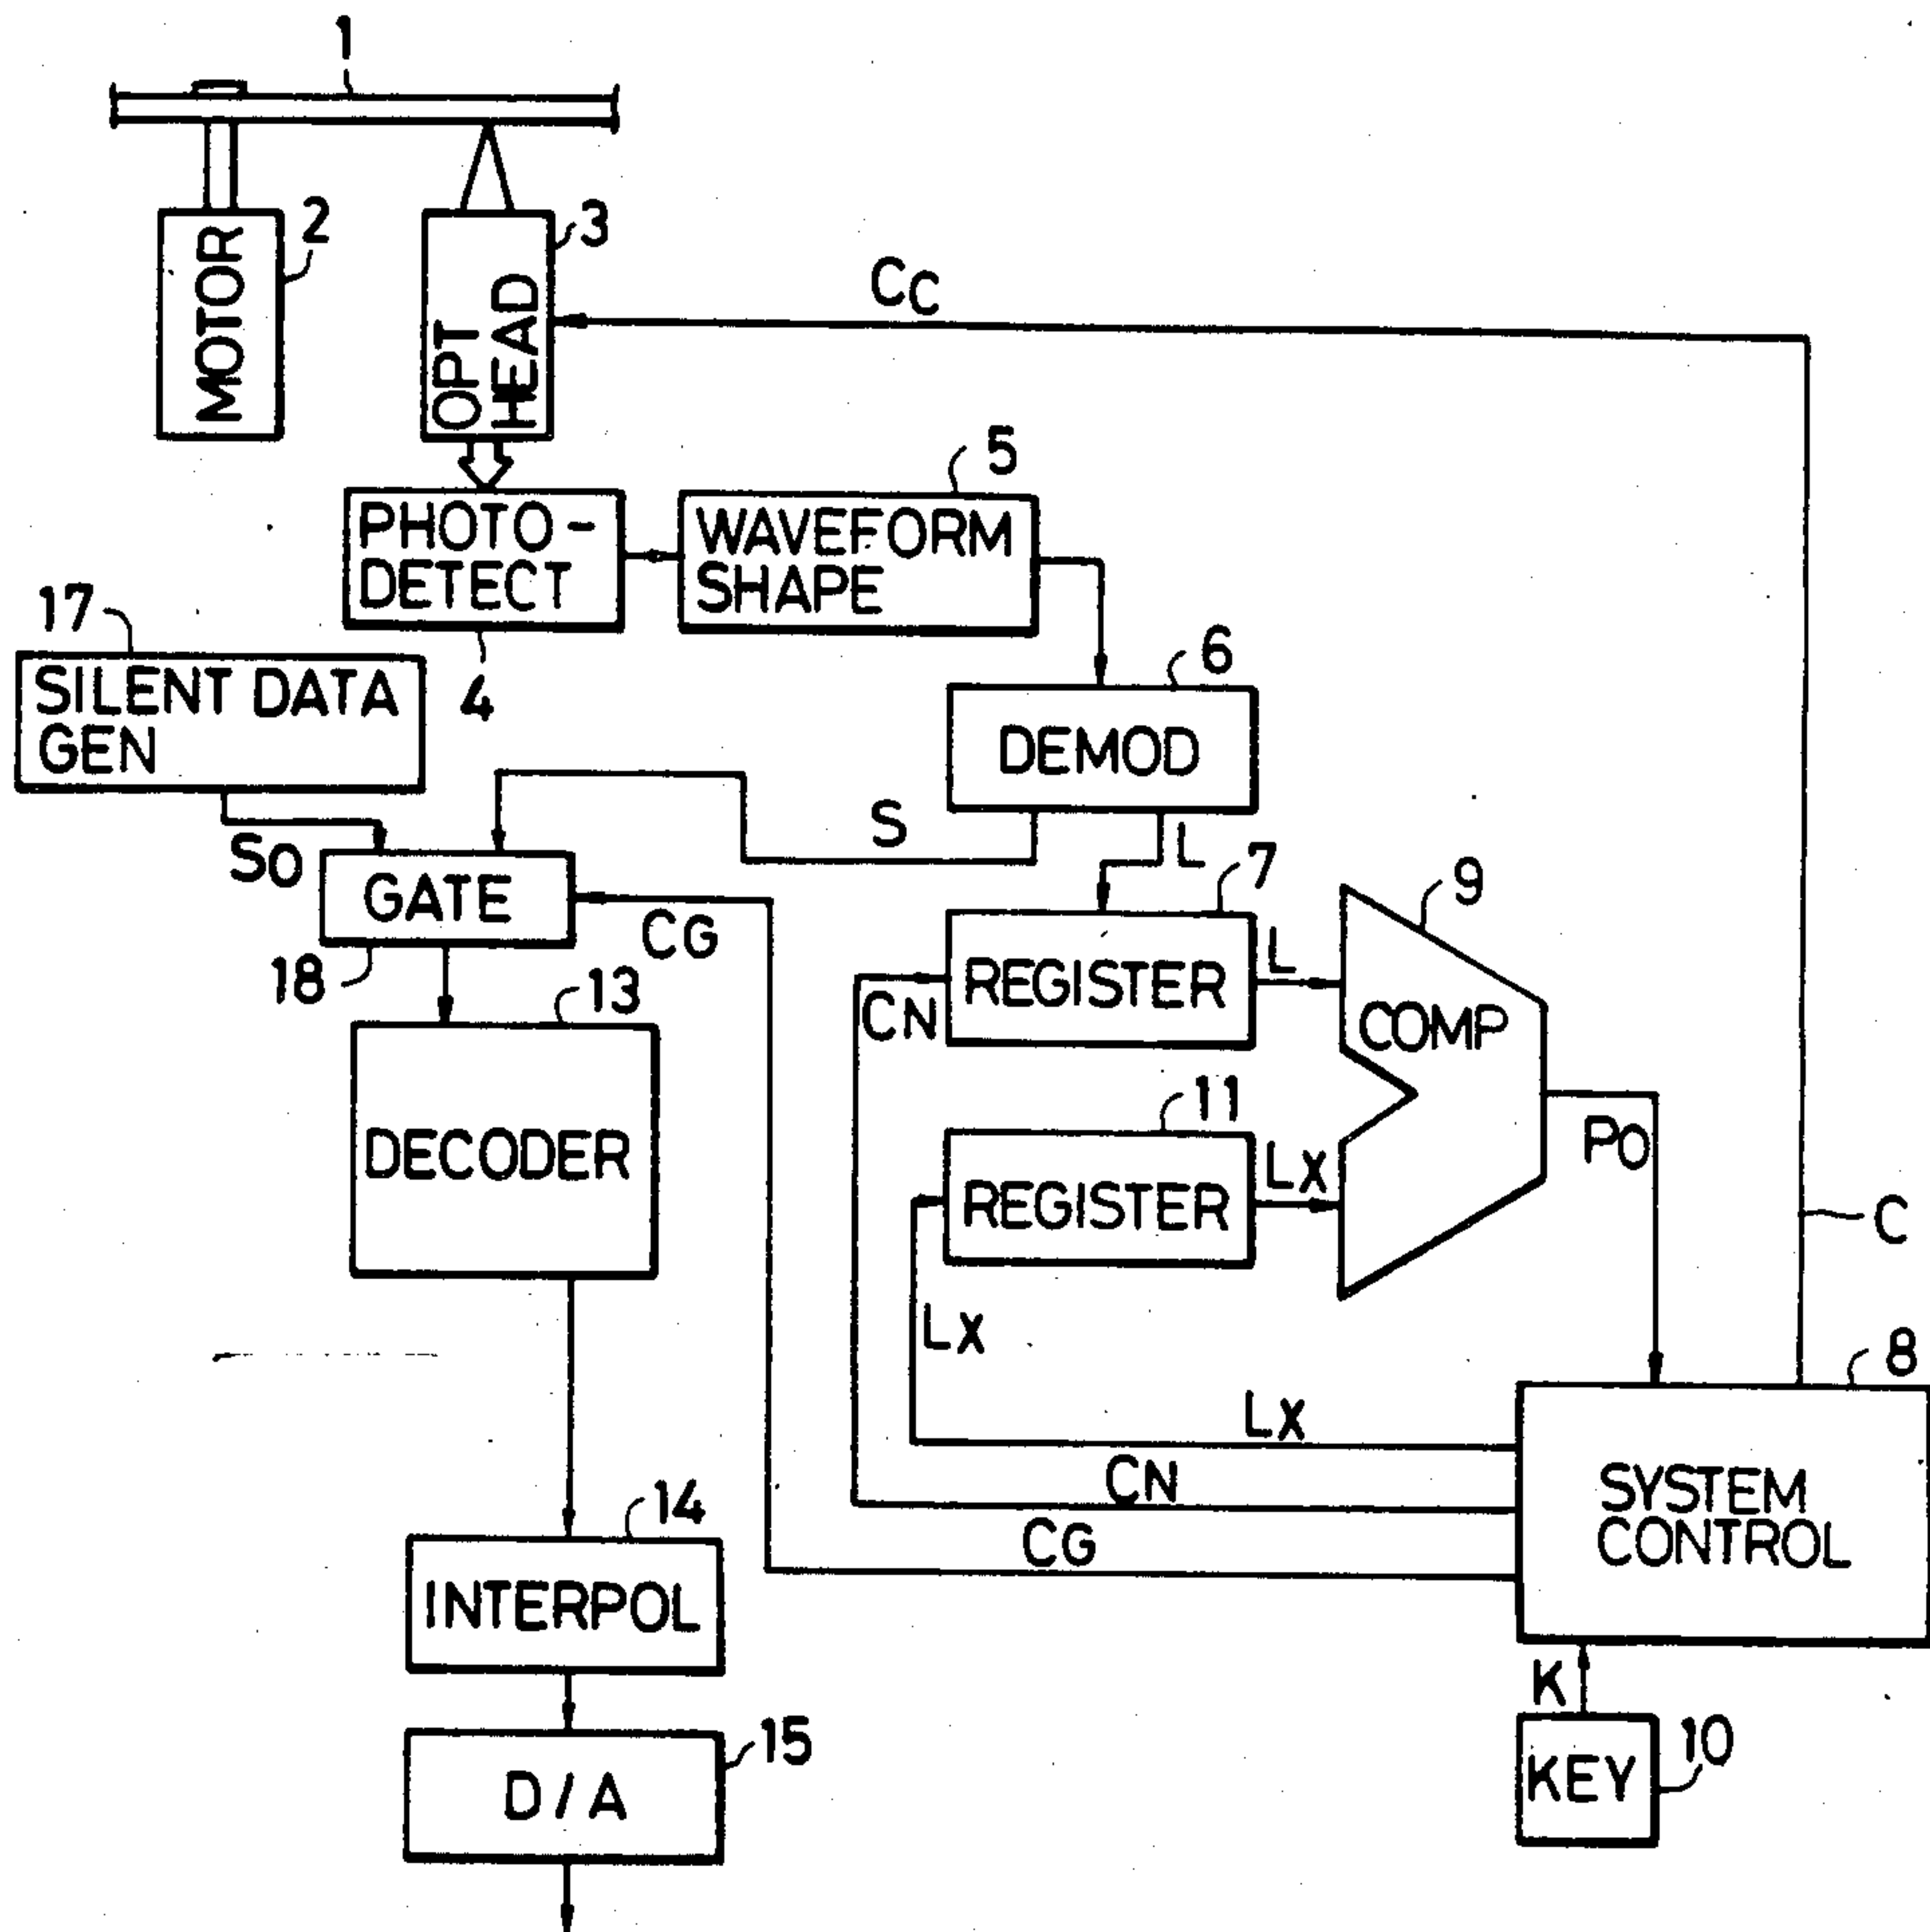 1
2
3
MOTOR
OPT
HEAD
CC
5
PHOTO-
DETECT
WAVEFORM
SHAPE
17
4
6
SILENT DATA
GEN
DEMOD
S
L
SO
7
9
GATE
CG
18
13
REGISTER
L
CN
COMP
11
DECODER
PO
REGISTER
LX
C
LX
8
LX
CN
SYSTEM
CONTROL
14
CG
INTERPOL
K
15
10
D/A
KEY